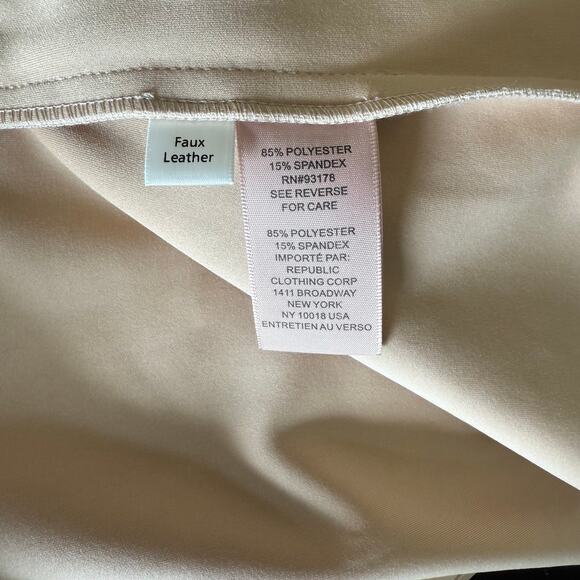 Faux
Leather
85% POLYESTER
15% SPANDEX
RN#93178
SEE REVERSE
FOR CARE
85% POLYESTER
15% SPANDEX
IMPORTÉ PAR:
REPUBLIC
CLOTHING CORP
1411 BROADWAY
NEW YORK
NY 10018 USA
ENTRETIEN AU VERSO